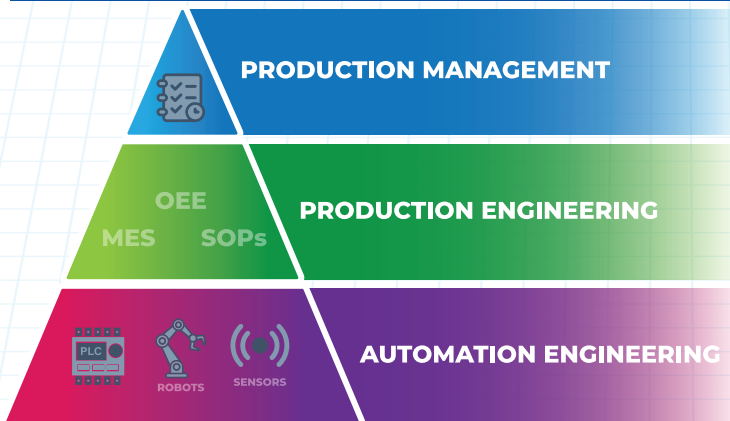 PRODUCTION MANAGEMENT
OEE
MES SOPs
PRODUCTION ENGINEERING
PLC
ROBOTS
SENSORS
AUTOMATION ENGINEERING